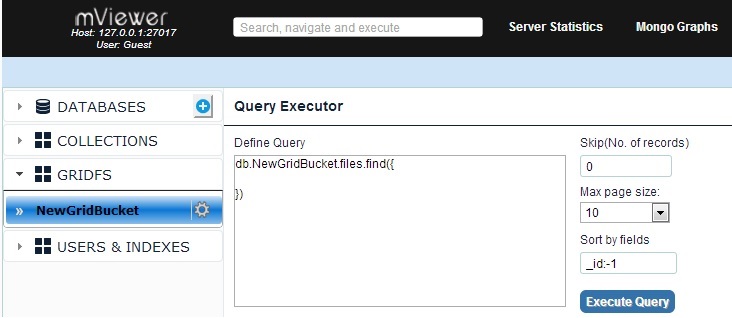 mViewer
Host: 127.0.0.1:27017
User: Guest
Search, navigate and execute
Server Statistics
Mongo Graphs
DATABASES
COLLECTIONS
GRIDFS
» NewGridBucket
USERS & INDEXES
Query Executor
Define Query
db.NewGridBucket.files.find({
})
Skip(No. of records)
0
Max page size:
10
Sort by fields
_id:-1
Execute Query